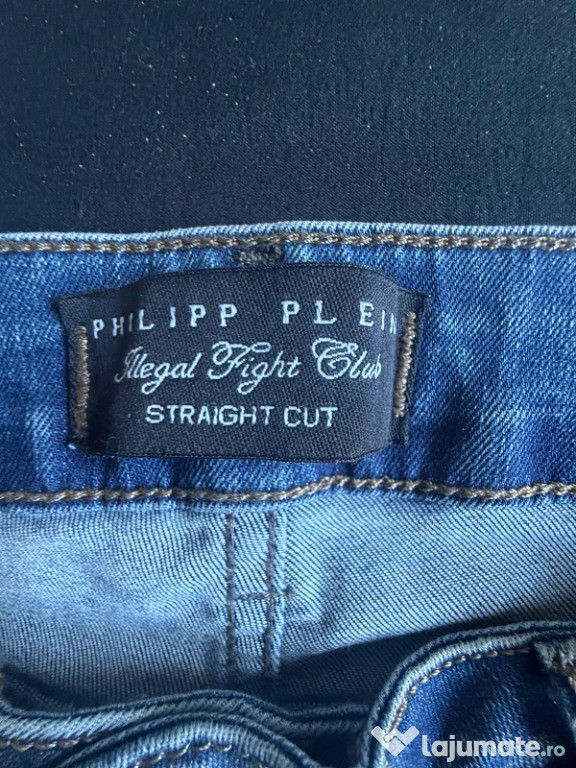 PHILIPP PLEIN
Illegal Fight Club
STRAIGHT CUT
lajumate.ro